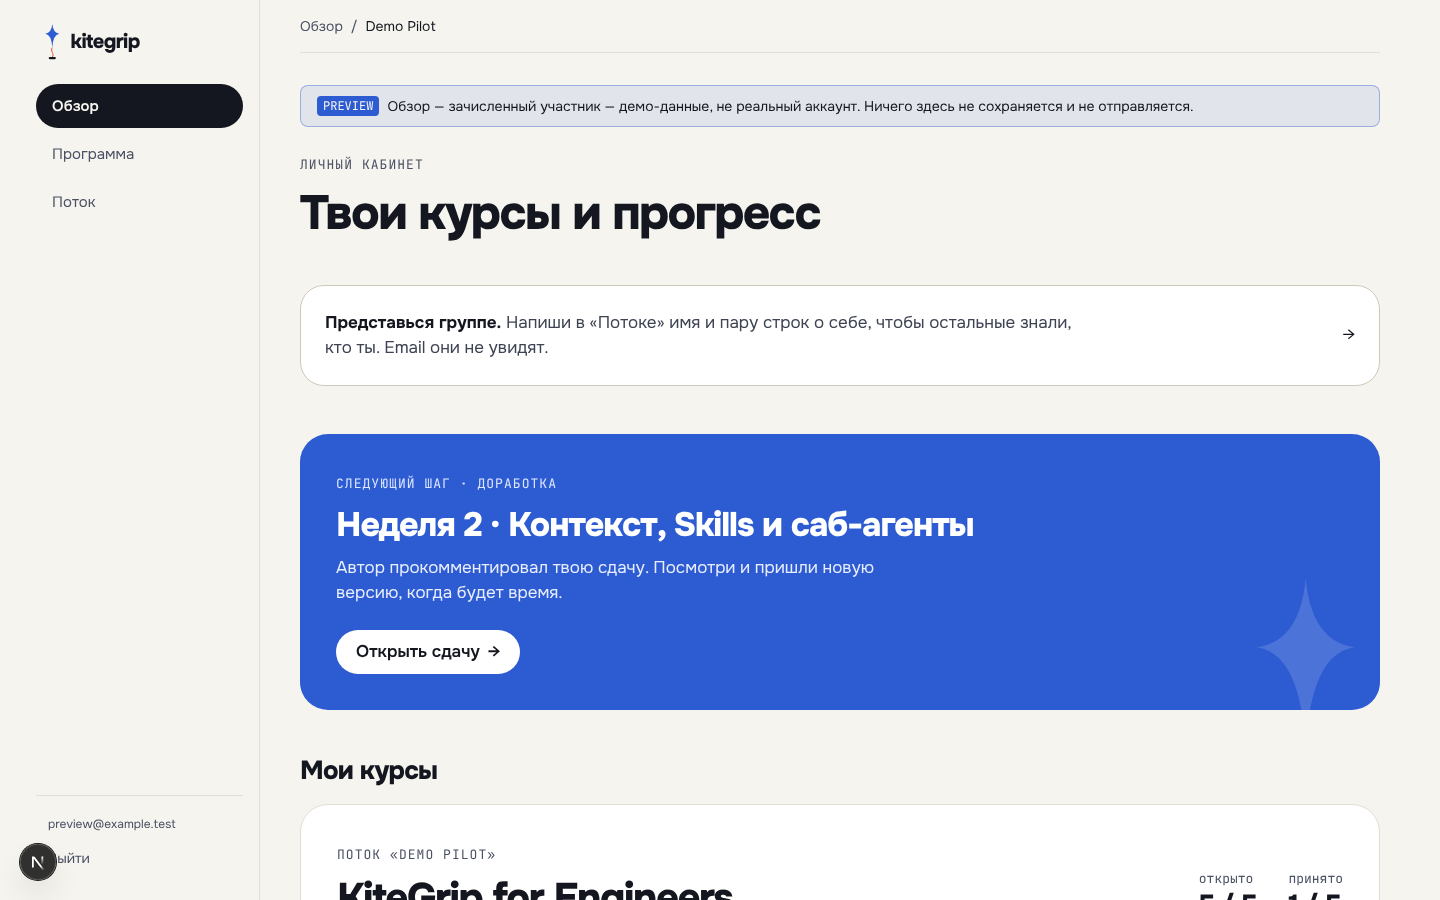 kitegrip
Обзор
Программа
Поток
preview@example.test
Обзор / Demo Pilot
PREVIEW Обзор — зачисленный участник — демо-данные, не реальный аккаунт. Ничего здесь не сохраняется и не отправляется.
ЛИЧНЫЙ КАБИНЕТ
Твои курсы и прогресс
Представься группе. Напиши в «Потоке» имя и пару строк о себе, чтобы остальные знали,
кто ты. Email они не увидят.
→
СЛЕДУЮЩИЙ ШАГ · ДОРАБОТКА
Неделя 2 · Контекст, Skills и саб-агенты
Автор прокомментировал твою сдачу. Посмотри и пришли новую
версию, когда будет время.
Открыть сдачу →
Мои курсы
ПОТОК «DEMO PILOT»
KiteGrip for Engineers
открыто принято